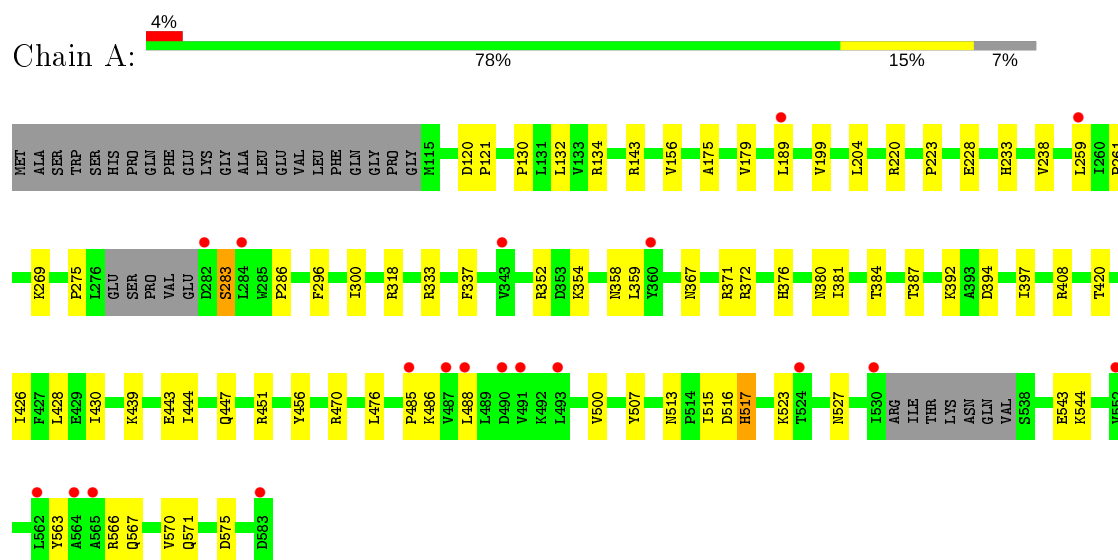 4%
Chain A:
78% 15% 7%
MET ALA SER TRP SER HIS PRO GLN PHE GLU LYS GLY ALA LEU GLU VAL LEU PHE GLN GLY PRO GLY M115 D120 P121 P130 L131 L132 V133 R134 R143 V156 A175 V179 L189 V199 L204 R220 P223 E228 H233 V238 L259 I260 P261
K269 P275 L276 GLU SER PRO VAL GLU D282 S283 L284 W285 P286 F296 I300 R318 R333 F337 V343 R352 D353 K354 N358 L359 Y360 N367 R371 R372 H376 N380 I381 T384 T387 K392 A393 D394 I397 R408 T420
I426 F427 L428 E429 I430 K439 E443 I444 Q447 R451 Y456 R470 L476 P485 K486 V487 L488 L489 D490 V491 K492 L493 V500 Y507 N513 P514 I515 D516 H517 K523 T524 N527 I530 ARG ILE THR LYS ASN GLN VAL S538 E543 K544
L562 Y563 A564 A565 R566 Q567 V570 Q571 D575 D583